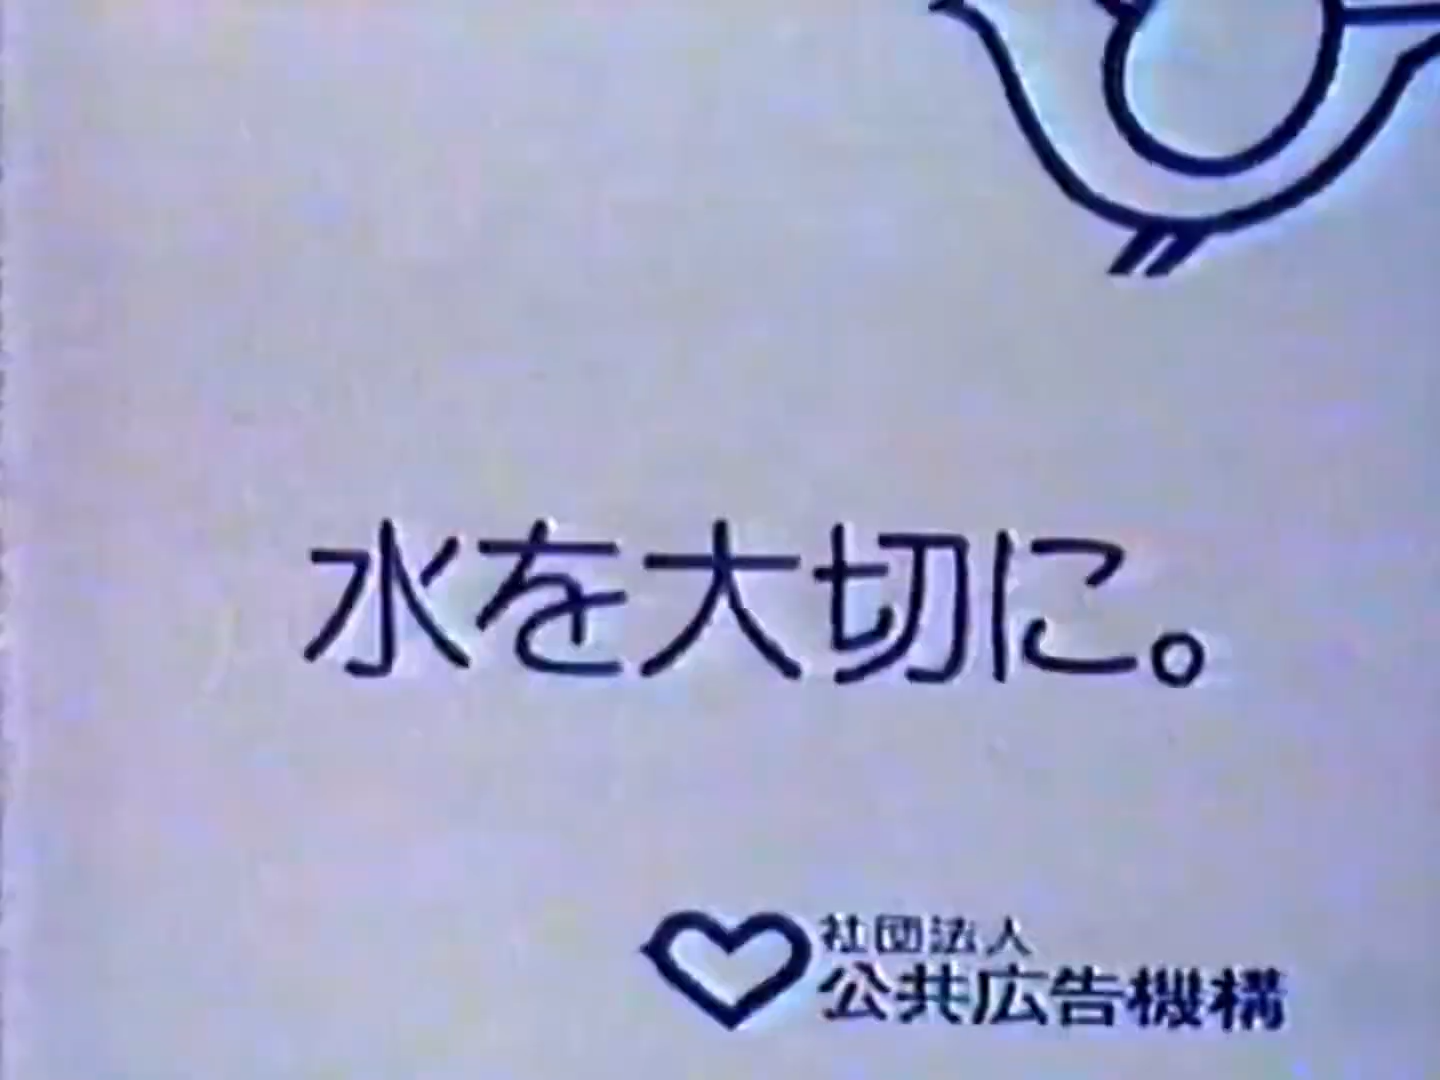 水を大切に。
社団法人
公共広告機構